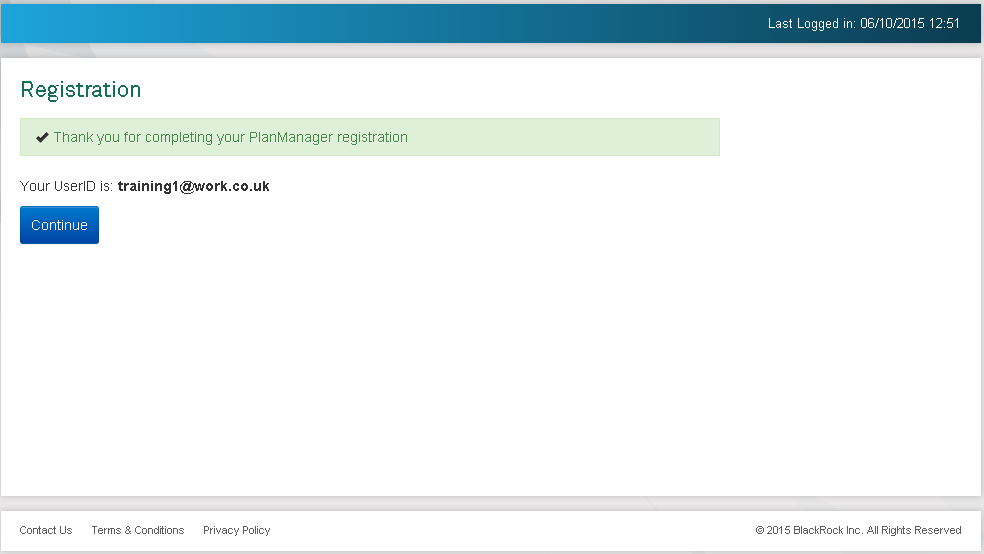 Last Logged in: 06/10/2015 12:51
Registration
Thank you for completing your PlanManager registration
Your UserID is: training1@work.co.uk
Continue
Contact Us Terms & Conditions Privacy Policy © 2015 BlackRock Inc. All Rights Reserved